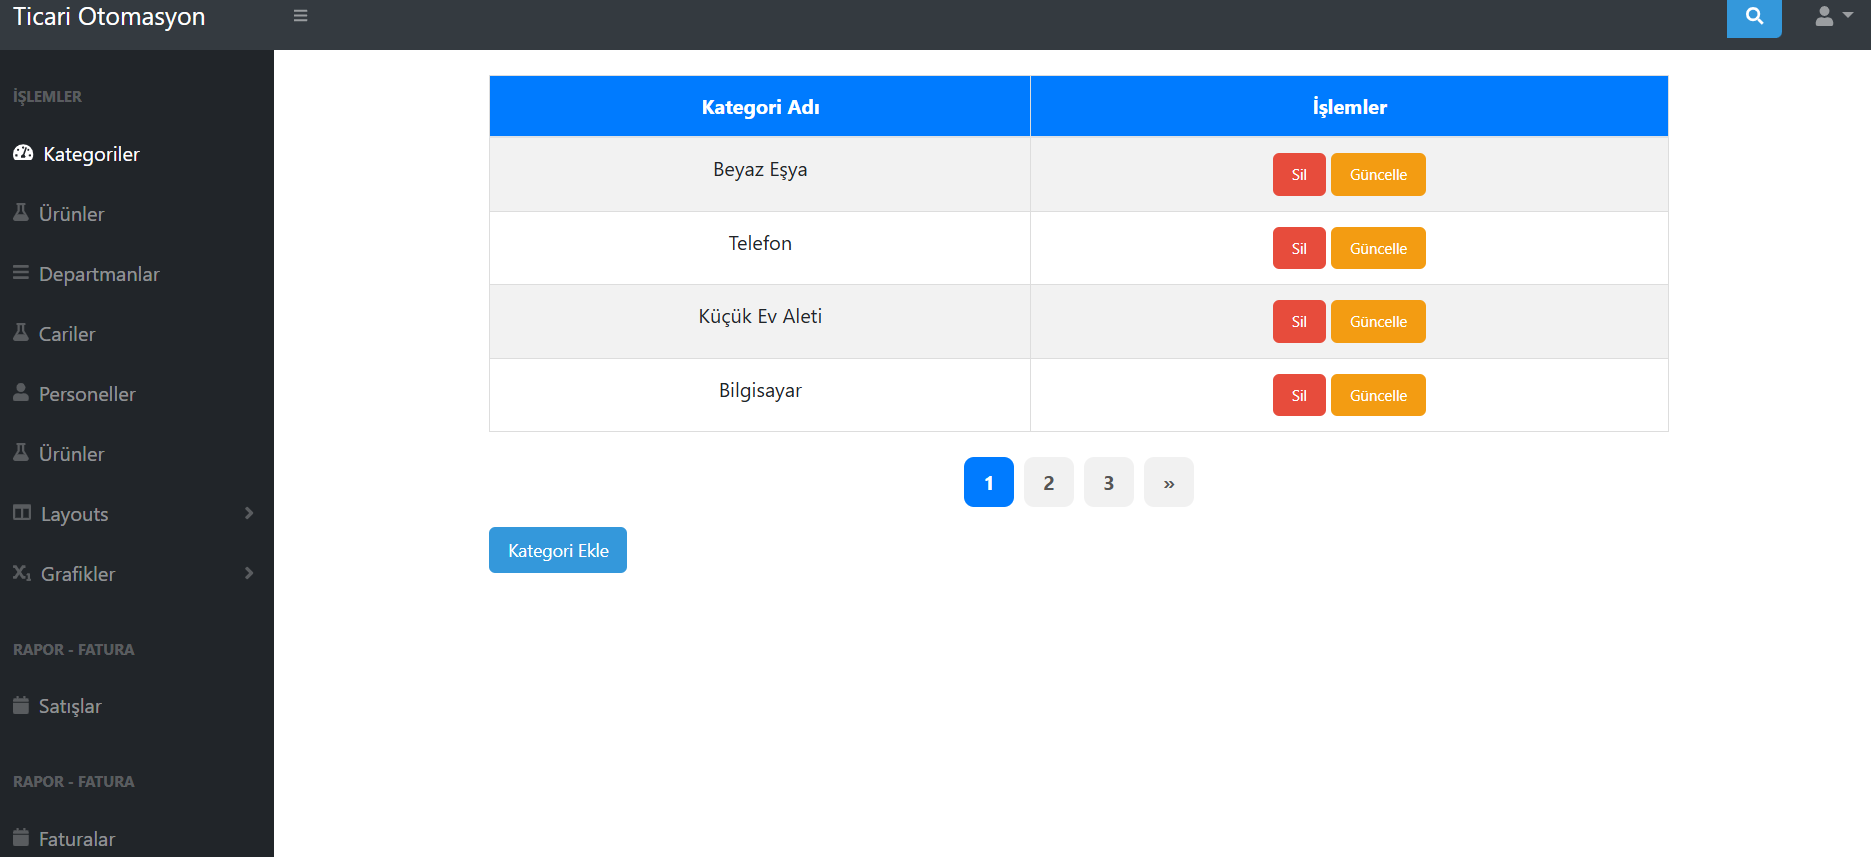 Ticari Otomasyon
İŞLEMLER
Kategoriler
Ürünler
Departmanlar
Cariler
Personeller
Ürünler
Layouts
Grafikler
RAPOR - FATURA
Satışlar
RAPOR - FATURA
Faturalar
Kategori Adı İşlemler
Beyaz Eşya Sil Güncelle
Telefon Sil Güncelle
Küçük Ev Aleti Sil Güncelle
Bilgisayar Sil Güncelle
1 2 3 »
Kategori Ekle